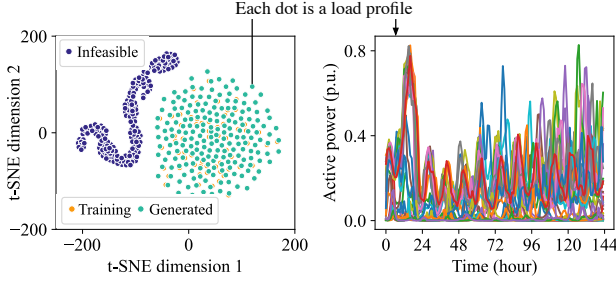 Each dot is a load profile
200
0
−200
t-SNE dimension 2
Infeasible
Training
Generated
−200
0
200
t-SNE dimension 1
0.8
0.4
0.0
Active power (p.u.)
0
24
48
72
96
120
144
Time (hour)